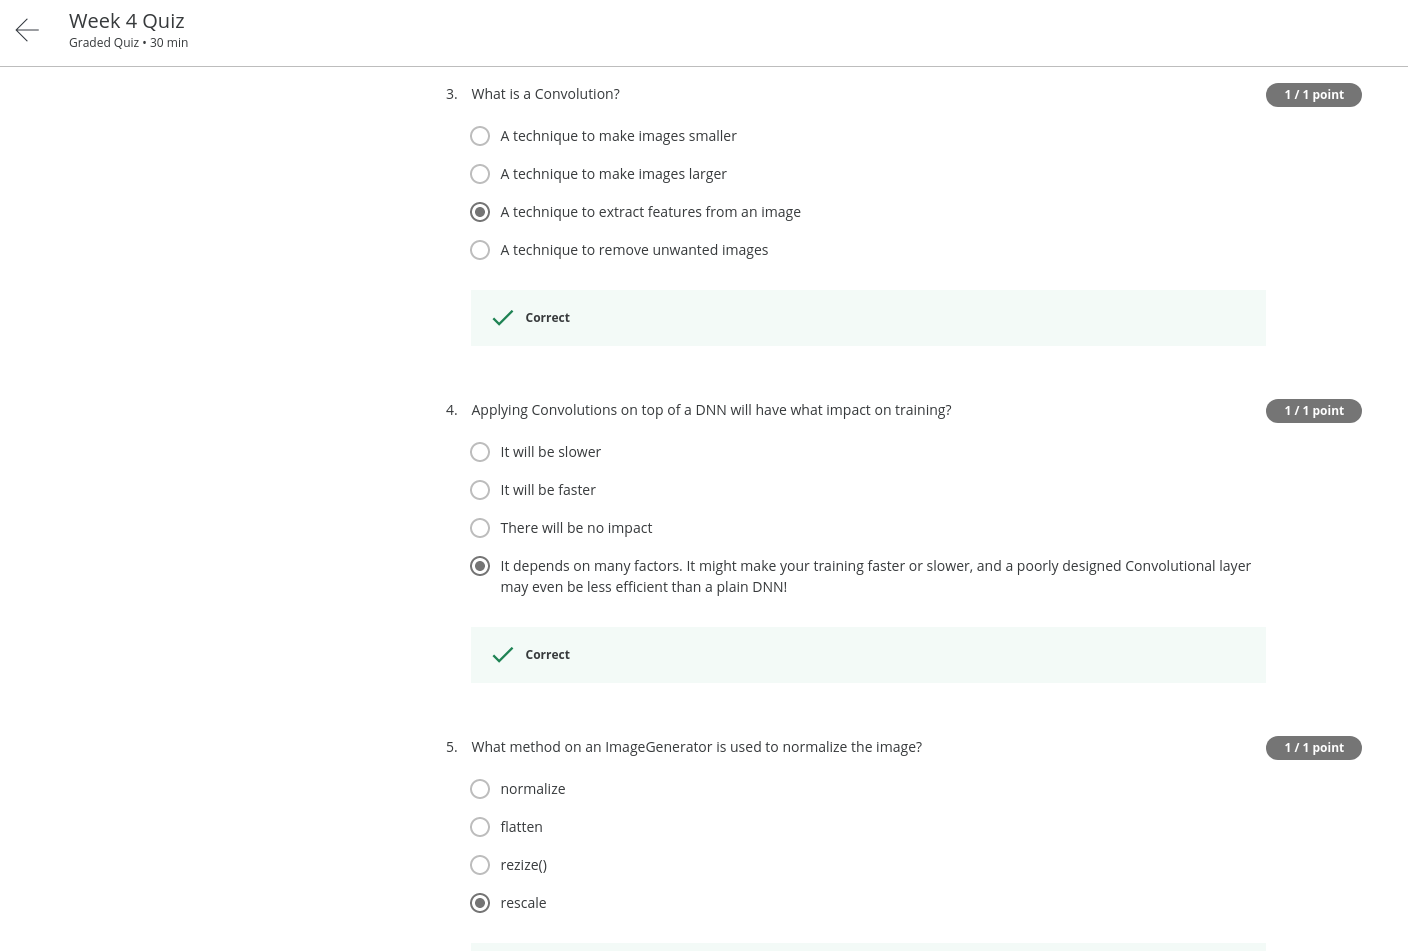 Week 4 Quiz
Graded Quiz • 30 min
3. What is a Convolution?
1 / 1 point
A technique to make images smaller
A technique to make images larger
A technique to extract features from an image
A technique to remove unwanted images
Correct
4. Applying Convolutions on top of a DNN will have what impact on training?
1 / 1 point
It will be slower
It will be faster
There will be no impact
It depends on many factors. It might make your training faster or slower, and a poorly designed Convolutional layer
may even be less efficient than a plain DNN!
Correct
5. What method on an ImageGenerator is used to normalize the image?
1 / 1 point
normalize
flatten
rezize()
rescale